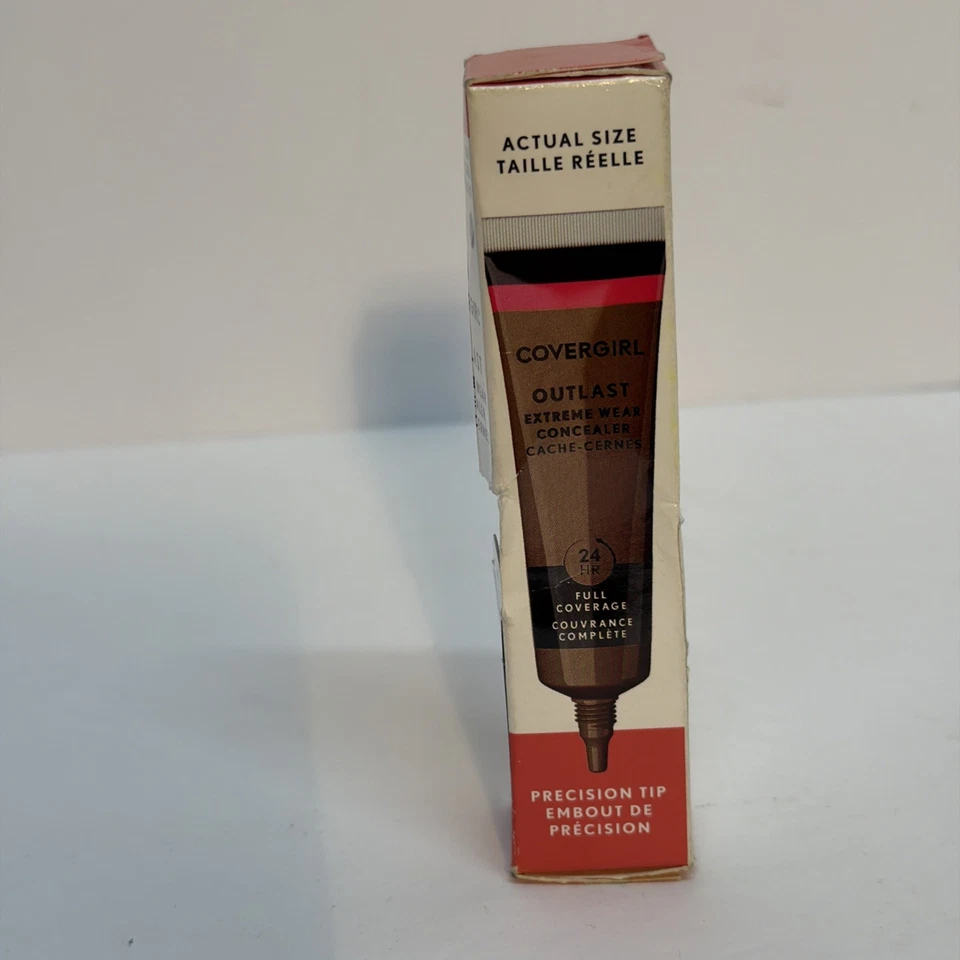 ACTUAL SIZE
TAILLE RÉELLE
COVERGIRL
OUTLAST
EXTREME WEAR
CONCEALER
CACHE-CERNES
24
HR
FULL
COVERAGE
COUVRANCE
COMPLÈTE
PRECISION TIP
EMBOUT DE
PRÉCISION